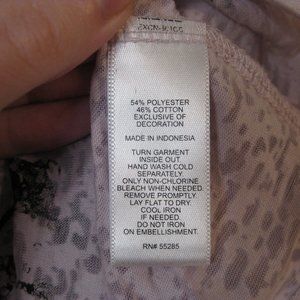 54% POLYESTER
46% COTTON
EXCLUSIVE OF
DECORATION
MADE IN INDONESIA
TURN GARMENT
INSIDE OUT.
HAND WASH COLD
SEPARATELY
ONLY NON-CHLORINE
BLEACH WHEN NEEDED.
REMOVE PROMPTLY.
LAY FLAT TO DRY.
COOL IRON
IF NEEDED.
DO NOT IRON
ON EMBELLISHMENT.
RN# 55285